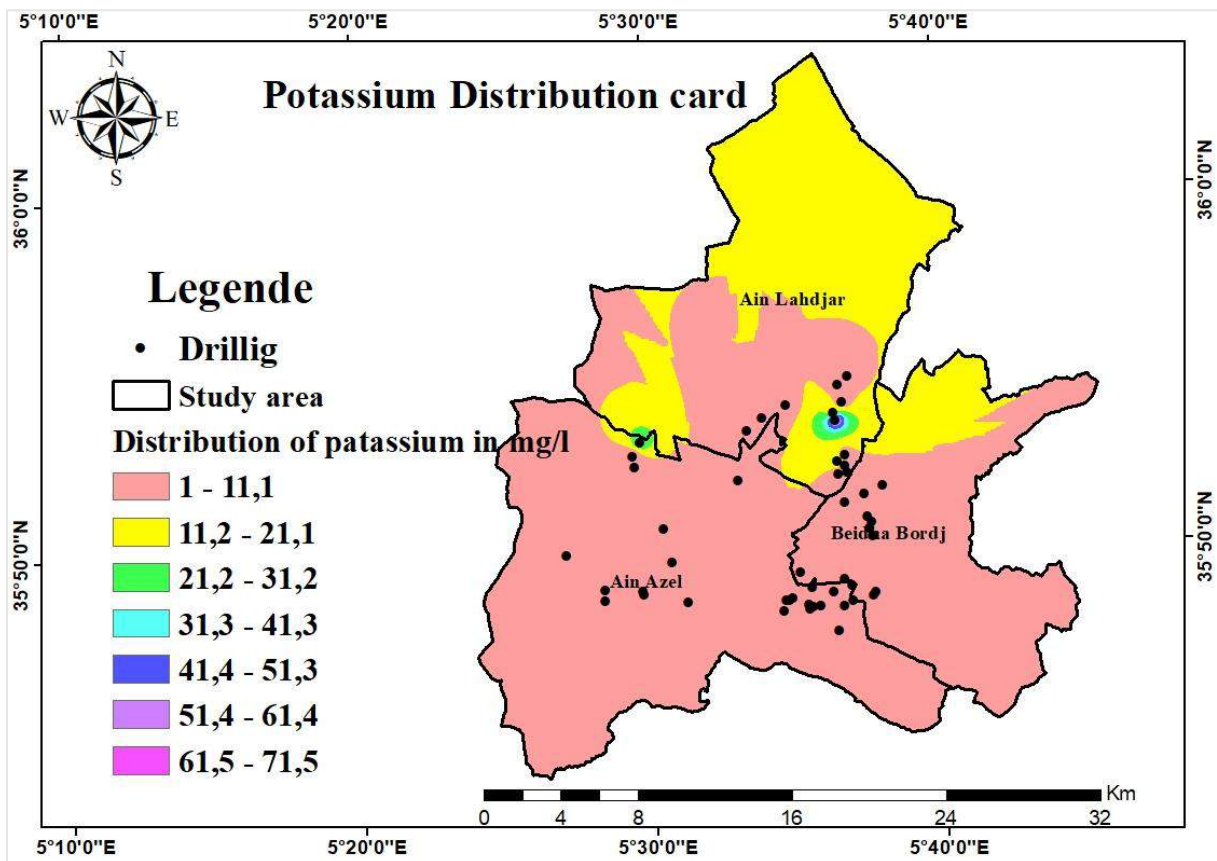 5°10'0"E 5°20'0"E 5°30'0"E 5°40'0"E
N
W E
S
Potassium Distribution card
36°0'0"N
36°0'0"N
Legende
Drillig
Study area
Distribution of patassium in mg/l
1 - 11,1
11,2 - 21,1
21,2 - 31,2
31,3 - 41,3
41,4 - 51,3
51,4 - 61,4
61,5 - 71,5
Ain Lahdjar
Beidha Bordj
Ain Azel
35°50'0"N
35°50'0"N
Km
0 4 8 16 24 32
5°10'0"E 5°20'0"E 5°30'0"E 5°40'0"E